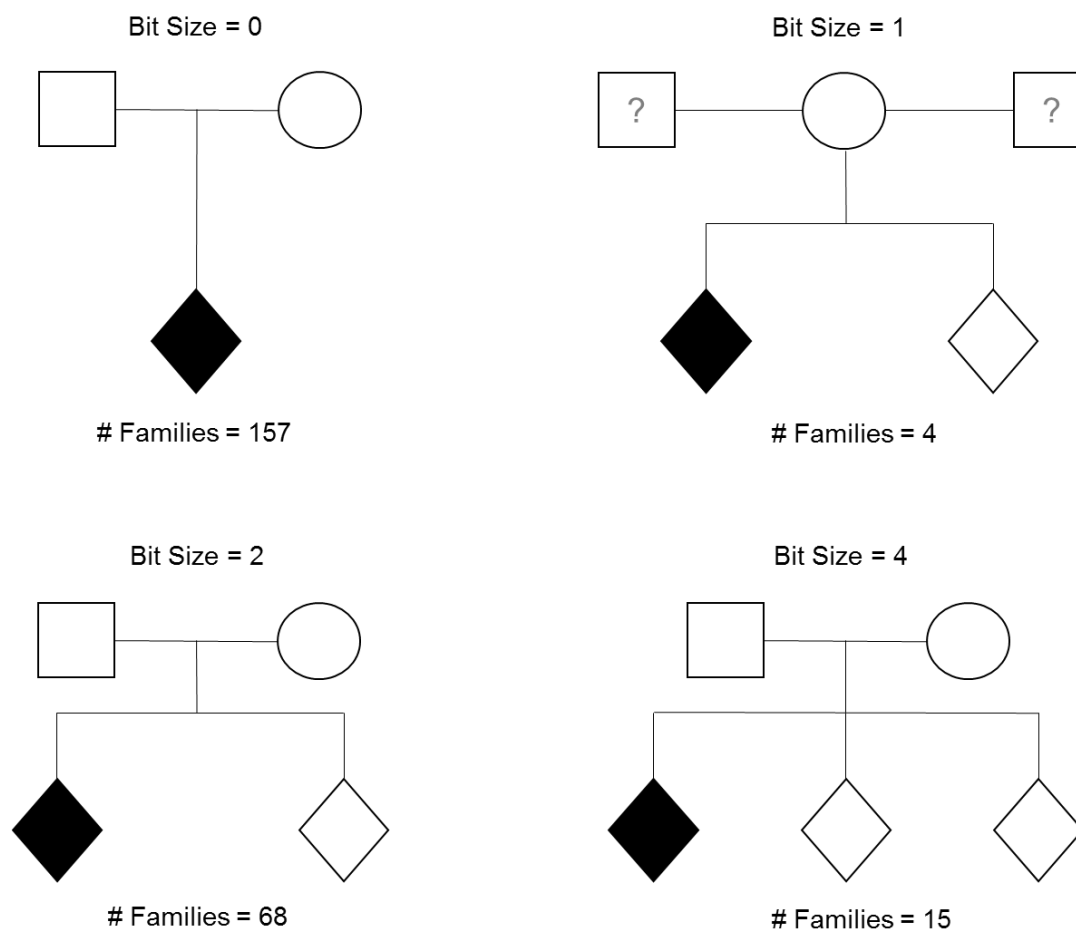 Bit Size = 0
Bit Size = 1
?
?
# Families = 157
# Families = 4
Bit Size = 2
Bit Size = 4
# Families = 68
# Families = 15